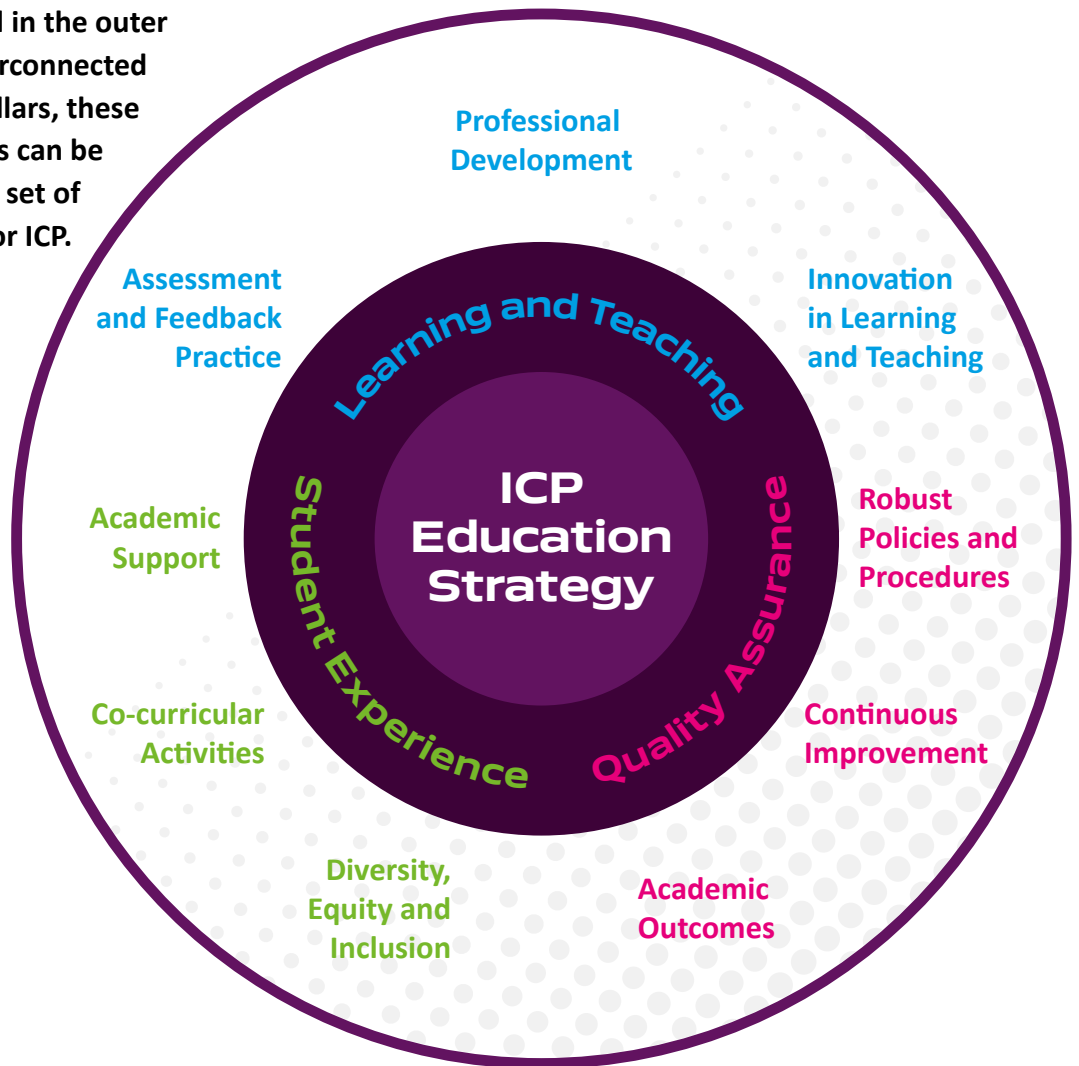 in the outer
rconnected
llars, these
s can be
set of
or ICP.
Professional
Development
Assessment
and Feedback
Practice
Innovation
in Learning
and Teaching
Learning and Teaching
ICP
Education
Strategy
Student Experience
Quality Assurance
Academic
Support
Robust
Policies and
Procedures
Co-curricular
Activities
Continuous
Improvement
Diversity,
Equity and
Inclusion
Academic
Outcomes